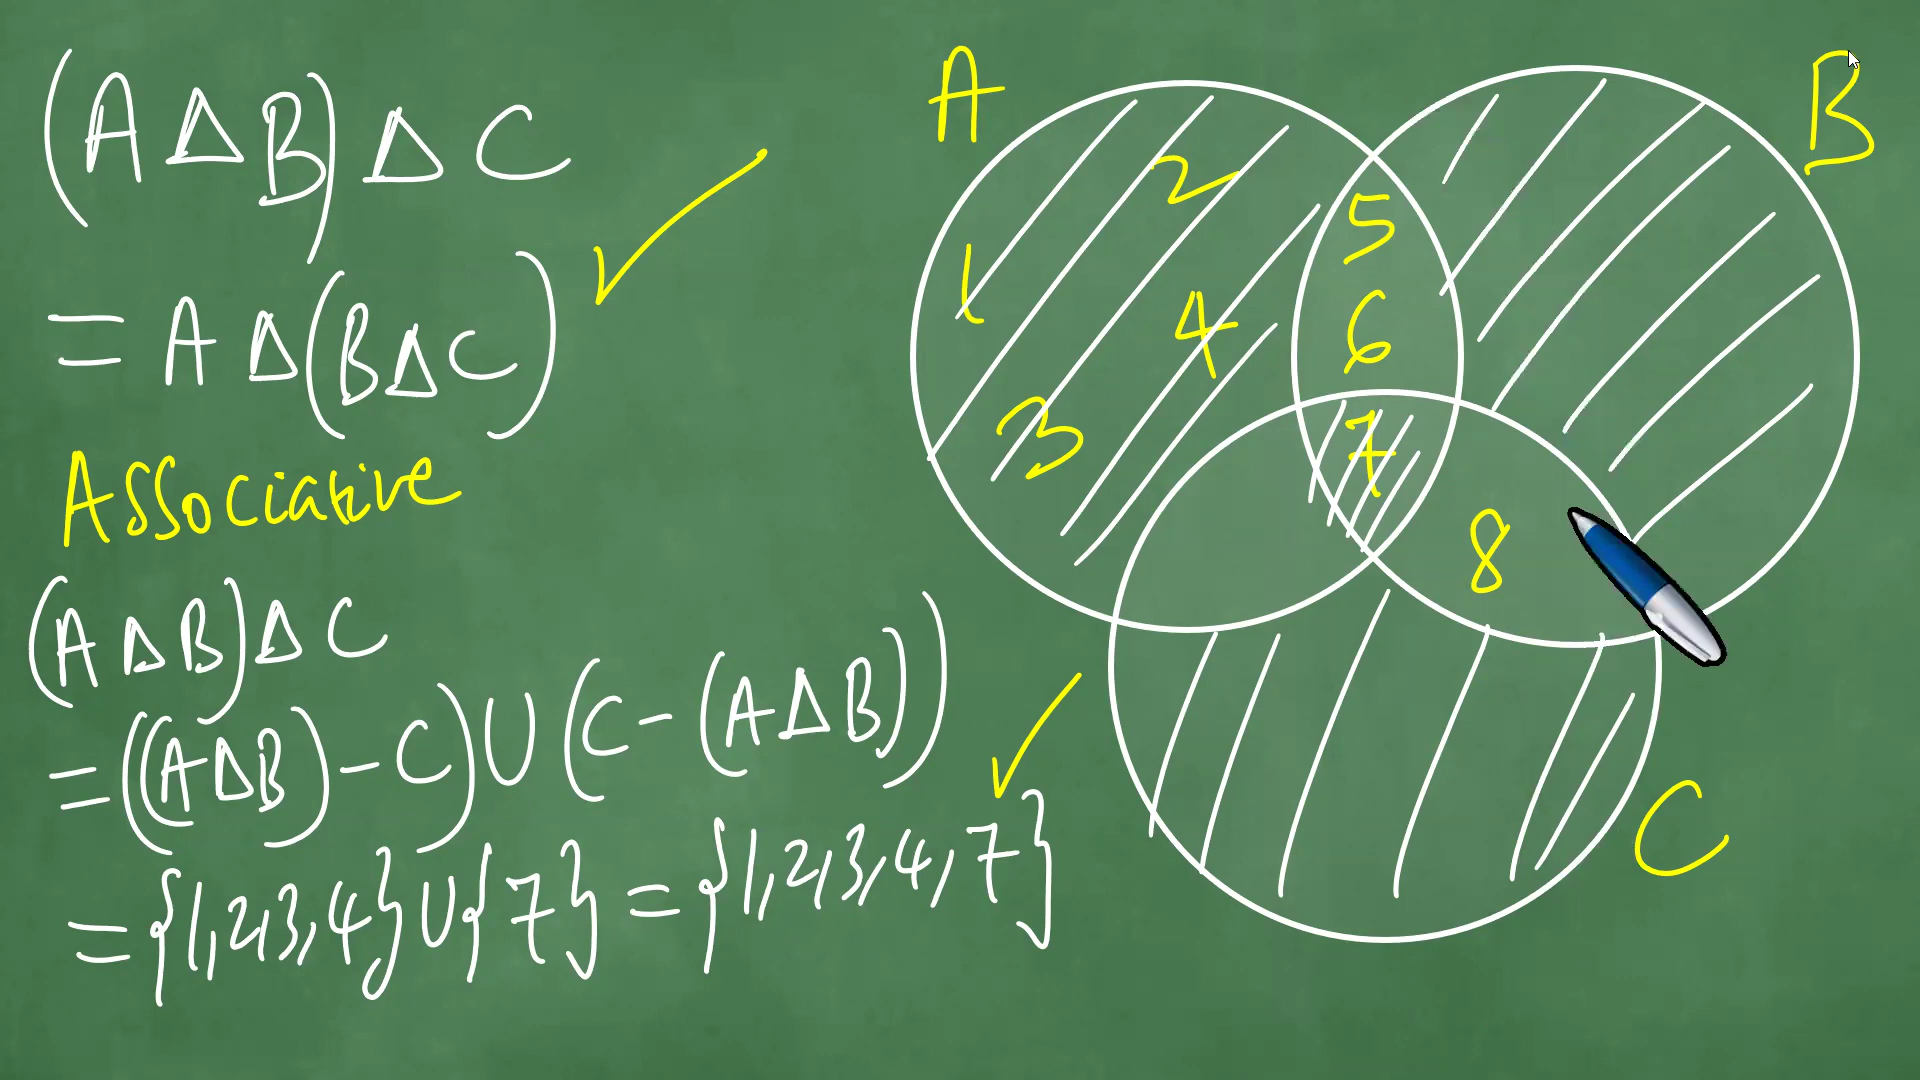 (A Δ B) Δ C
= A Δ (B Δ C)
Associative
(A Δ B) Δ C
= ((A Δ B) - C) ∪ (C - (A Δ B))
= {1,2,3,4} ∪ {7} = {1,2,3,4,7}
A
B
1
2
3
4
5
6
7
8
C